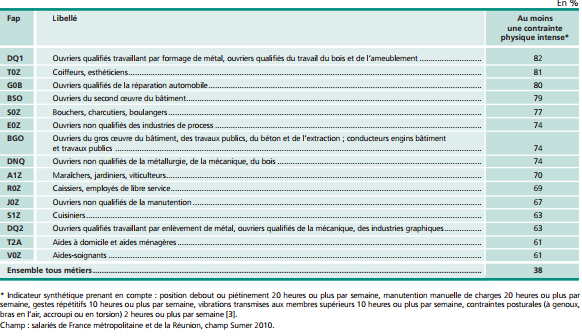 En %
Fap Libellé Au moins
une contrainte
physique intense*
DQ1 Ouvriers qualifiés travaillant par formage de métal, ouvriers qualifiés du travail du bois et de l'ameublement 82
T0Z Coiffeurs, esthéticiens 81
G0B Ouvriers qualifiés de la réparation automobile 80
BSO Ouvriers du second œuvre du bâtiment 79
S0Z Bouchers, charcutiers, boulangers 77
E0Z Ouvriers non qualifiés des industries de process 74
BGO Ouvriers du gros œuvre du bâtiment, des travaux publics, du béton et de l'extraction ; conducteurs engins bâtiment
et travaux publics 74
DNQ Ouvriers non qualifiés de la métallurgie, de la mécanique, du bois 74
A1Z Maraîchers, jardiniers, viticulteurs 70
R0Z Caissiers, employés de libre service 69
J0Z Ouvriers non qualifiés de la manutention 67
S1Z Cuisiniers 63
DQ2 Ouvriers qualifiés travaillant par enlèvement de métal, ouvriers qualifiés de la mécanique, des industries graphiques 63
T2A Aides à domicile et aides ménagères 61
V0Z Aides-soignants 61
Ensemble tous métiers 38
* Indicateur synthétique prenant en compte : position debout ou piétinement 20 heures ou plus par semaine, manutention manuelle de charges 20 heures ou plus par
semaine, gestes répétitifs 10 heures ou plus par semaine, vibrations transmises aux membres supérieurs 10 heures ou plus par semaine, contraintes posturales (à genoux,
bras en l'air, accroupi ou en torsion) 2 heures ou plus par semaine [3].
Champ : salariés de France métropolitaine et de la Réunion, champ Sumer 2010.